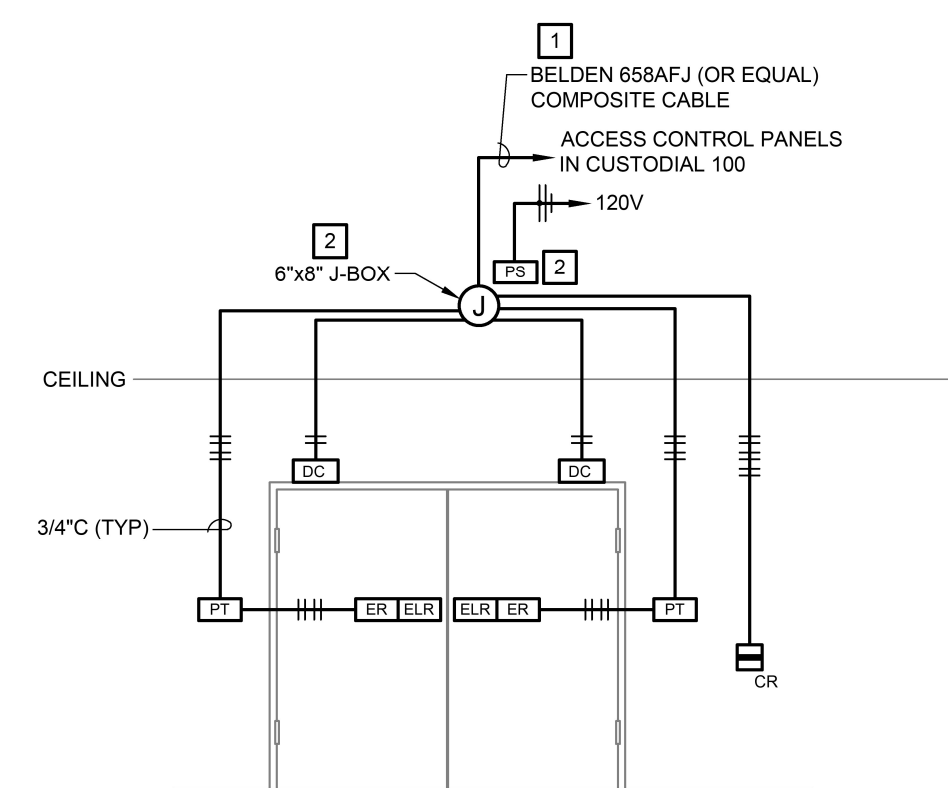 1
BELDEN 658AFJ (OR EQUAL)
COMPOSITE CABLE
ACCESS CONTROL PANELS
IN CUSTODIAL 100
120V
2
6"x8" J-BOX
PS
2
J
CEILING
DC
DC
3/4"C (TYP)
PT
ER
ELR
ELR
ER
PT
CR